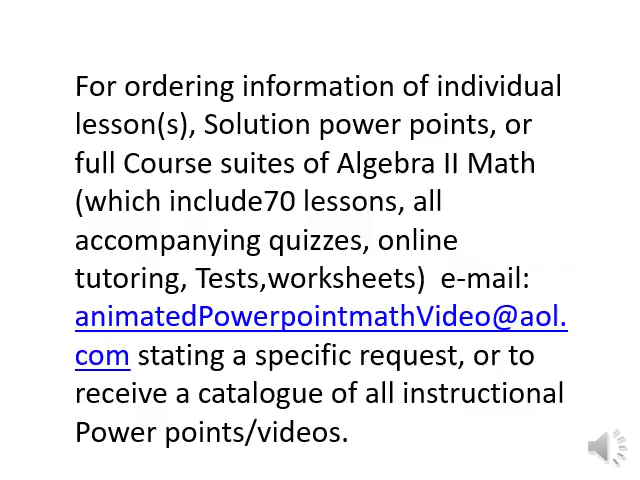 For ordering information of individual
lesson(s), Solution power points, or
full Course suites of Algebra II Math
(which include70 lessons, all
accompanying quizzes, online
tutoring, Tests,worksheets)  e-mail:
animatedPowerpointmathVideo@aol.
com stating a specific request, or to
receive a catalogue of all instructional
Power points/videos.